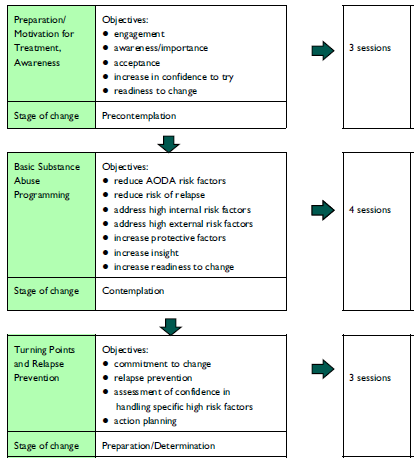 Preparation/
Motivation for
Treatment,
Awareness
Objectives:
● engagement
● awareness/importance
● acceptance
● increase in confidence to try
● readiness to change
3 sessions
Stage of change
Precontemplation
Basic Substance
Abuse
Programming
Objectives:
● reduce AODA risk factors
● reduce risk of relapse
● address high internal risk factors
● address high external risk factors
● increase protective factors
● increase insight
● increase readiness to change
4 sessions
Stage of change
Contemplation
Turning Points
and Relapse
Prevention
Objectives:
● commitment to change
● relapse prevention
● assessment of confidence in
handling specific high risk factors
● action planning
3 sessions
Stage of change
Preparation/Determination